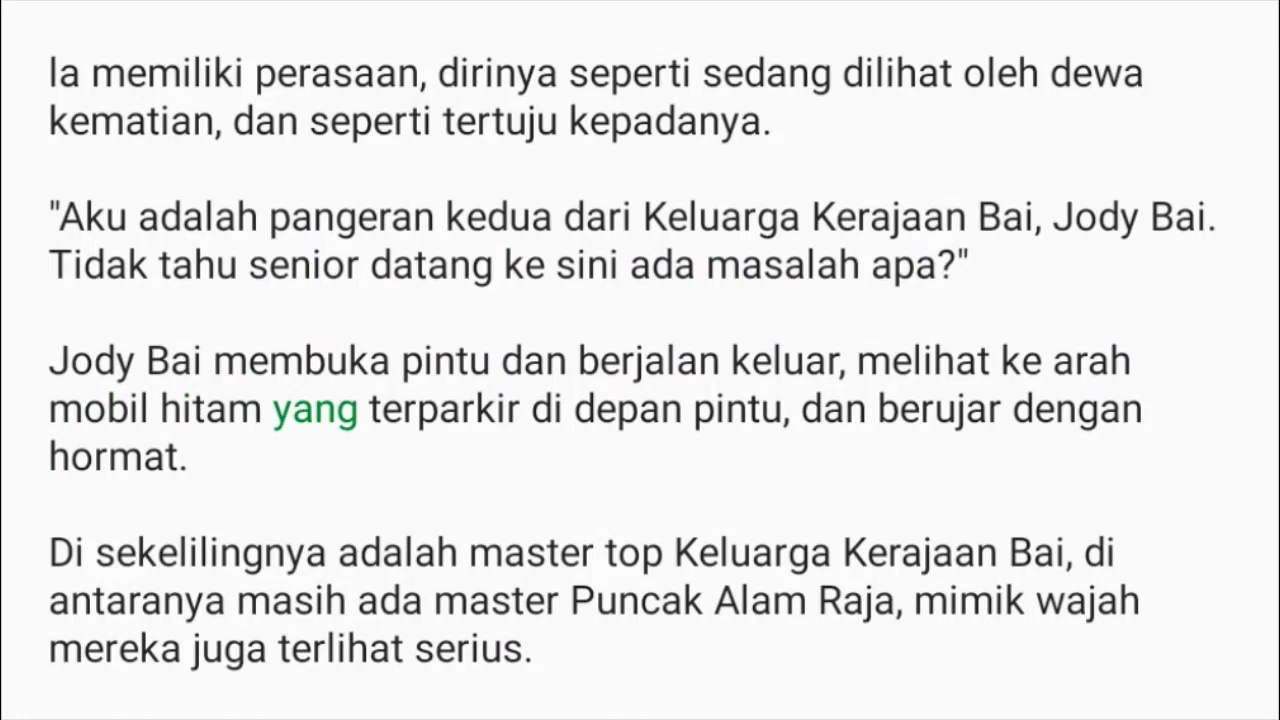 Ia memiliki perasaan, dirinya seperti sedang dilihat oleh dewa
kematian, dan seperti tertuju kepadanya.
"Aku adalah pangeran kedua dari Keluarga Kerajaan Bai, Jody Bai.
Tidak tahu senior datang ke sini ada masalah apa?"
Jody Bai membuka pintu dan berjalan keluar, melihat ke arah
mobil hitam yang terparkir di depan pintu, dan berujar dengan
hormat.
Di sekelilingnya adalah master top Keluarga Kerajaan Bai, di
antaranya masih ada master Puncak Alam Raja, mimik wajah
mereka juga terlihat serius.